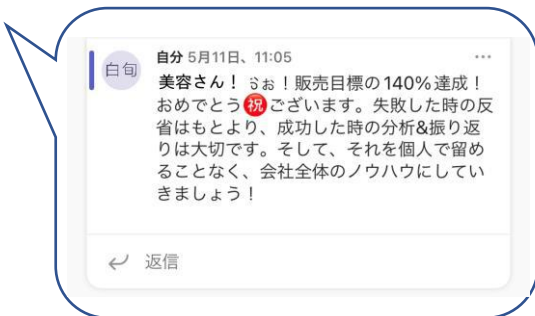 白旬
自分 5月11日、11:05
美容さん！ うぉ！販売目標の140%達成！
おめでとう㊗ございます。失敗した時の反
省はもとより、成功した時の分析&振り返
りは大切です。そして、それを個人で留め
ることなく、会社全体のノウハウにしてい
きましょう！
返信